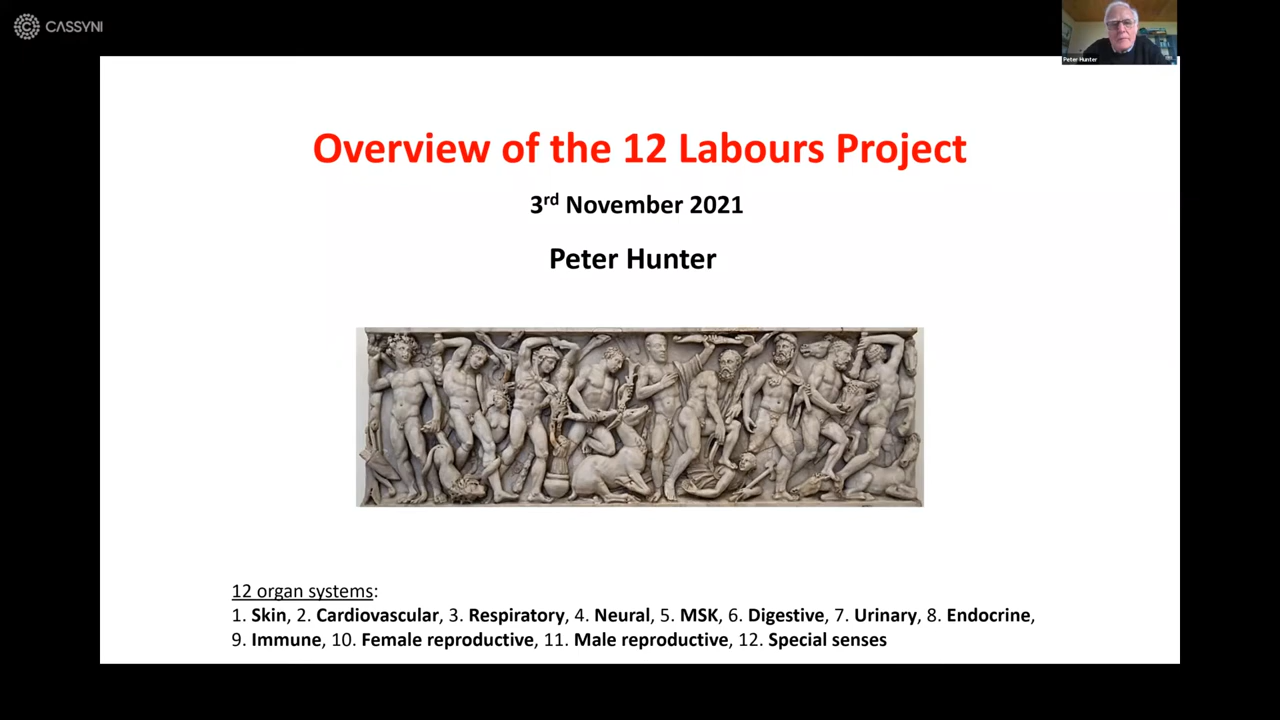 CASSYNI
Peter Hunter
Overview of the 12 Labours Project
3rd November 2021
Peter Hunter
12 organ systems:
1. Skin, 2. Cardiovascular, 3. Respiratory, 4. Neural, 5. MSK, 6. Digestive, 7. Urinary, 8. Endocrine,
9. Immune, 10. Female reproductive, 11. Male reproductive, 12. Special senses